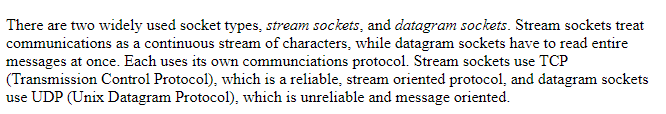 There are two widely used socket types, stream sockets, and datagram sockets. Stream sockets treat
communications as a continuous stream of characters, while datagram sockets have to read entire
messages at once. Each uses its own communciations protocol. Stream sockets use TCP
(Transmission Control Protocol), which is a reliable, stream oriented protocol, and datagram sockets
use UDP (Unix Datagram Protocol), which is unreliable and message oriented.